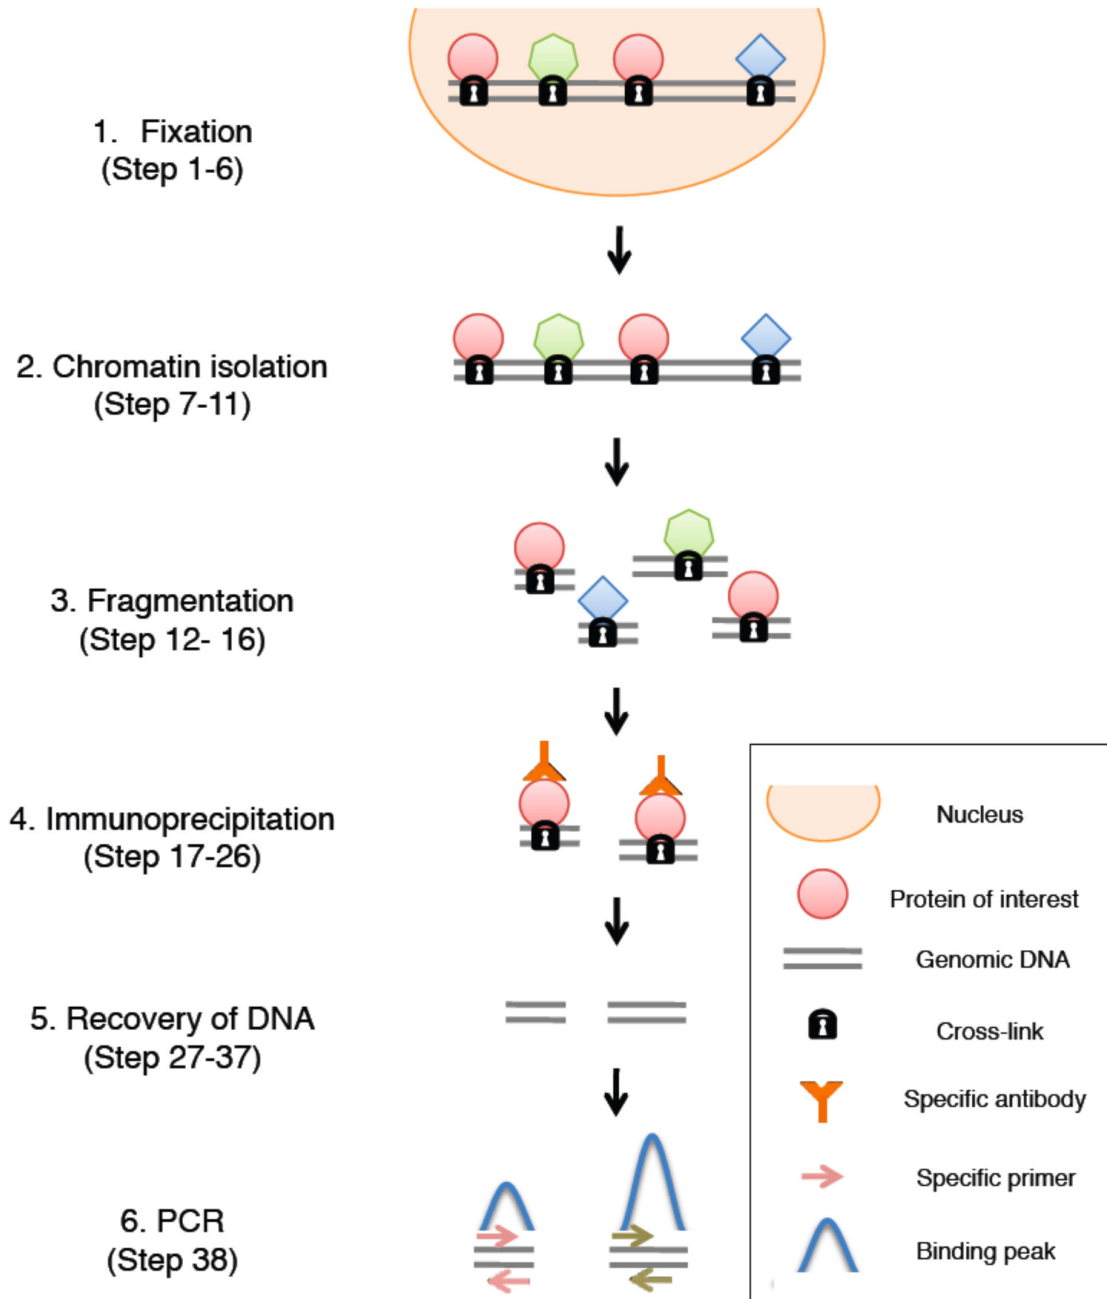 1. Fixation
(Step 1-6)
2. Chromatin isolation
(Step 7-11)
3. Fragmentation
(Step 12- 16)
4. Immunoprecipitation
(Step 17-26)
5. Recovery of DNA
(Step 27-37)
6. PCR
(Step 38)
Nucleus
Protein of interest
Genomic DNA
Cross-link
Specific antibody
Specific primer
Binding peak